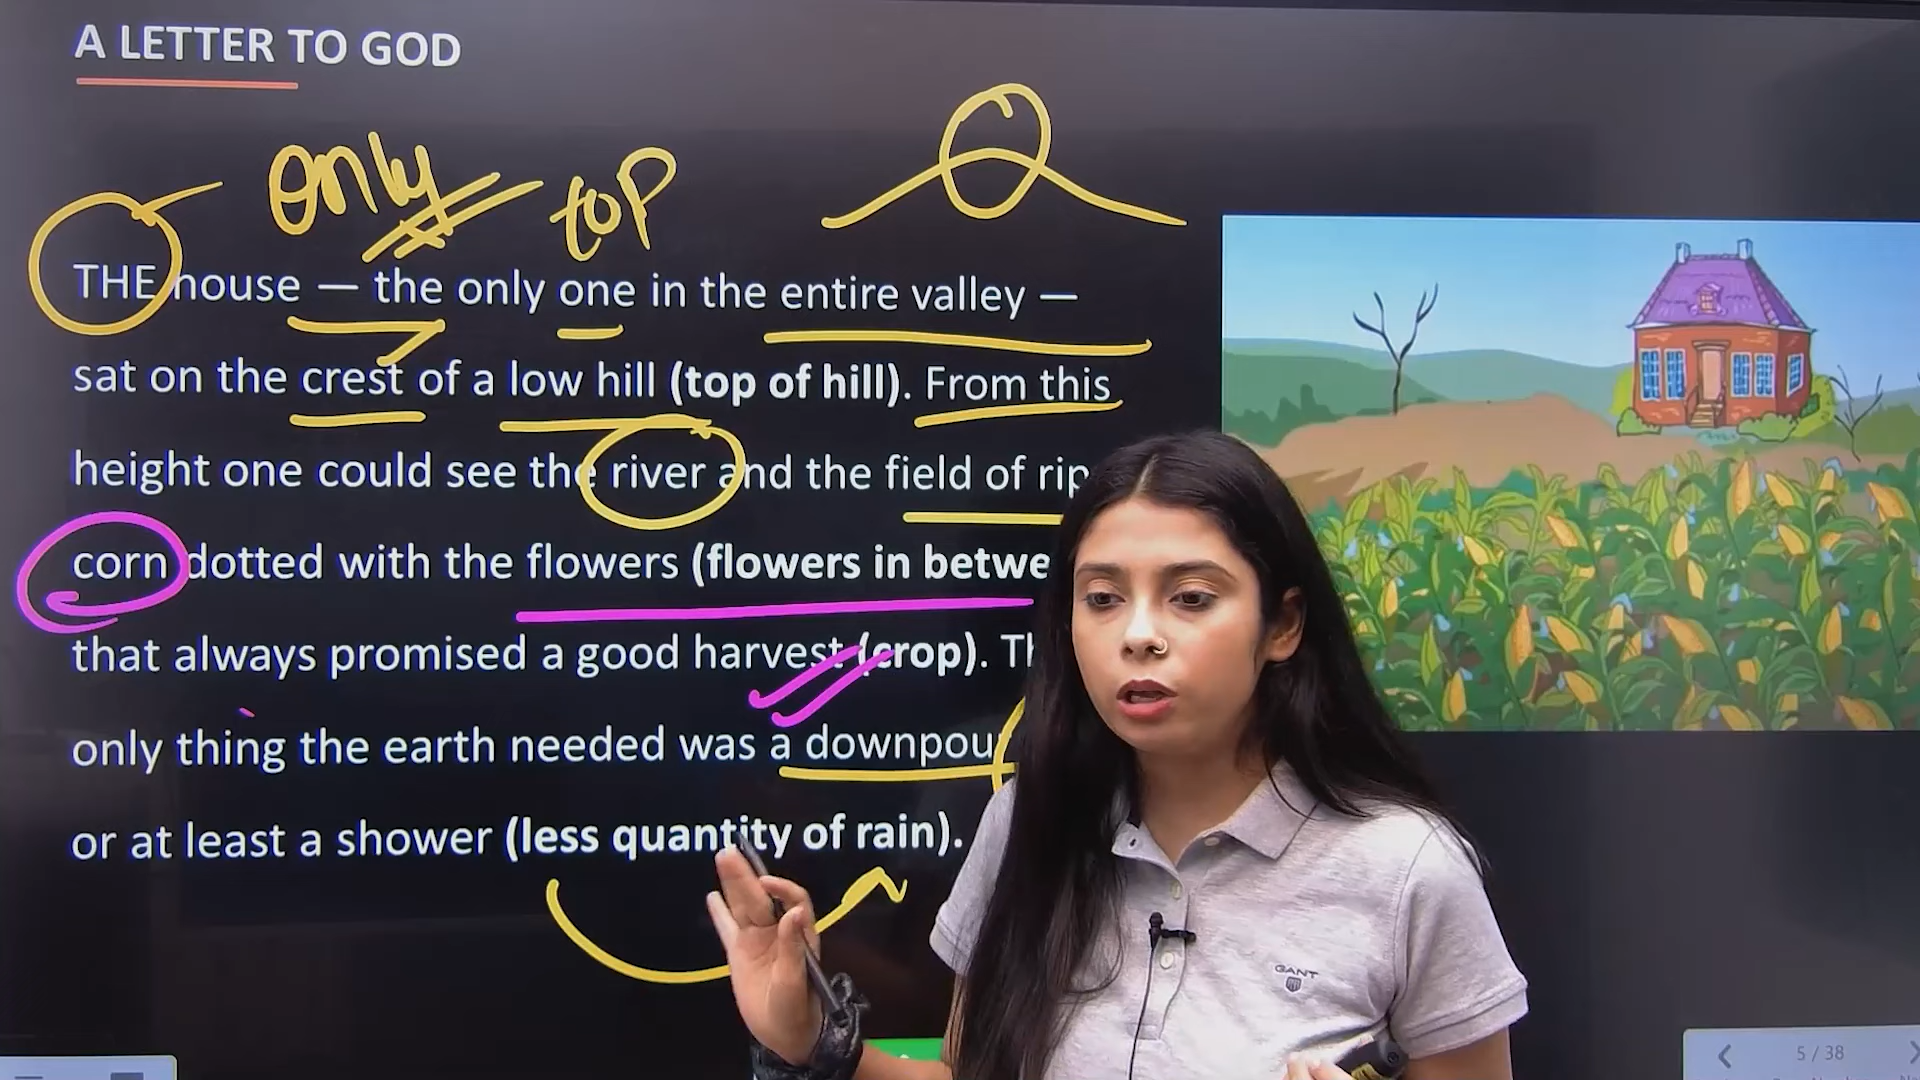 A LETTER TO GOD
only top
THE house — the only one in the entire valley —
sat on the crest of a low hill (top of hill). From this
height one could see the river and the field of rip
corn dotted with the flowers (flowers in betwe
that always promised a good harvest (crop). Th
only thing the earth needed was a downpou
or at least a shower (less quantity of rain).
GANT
5 / 38